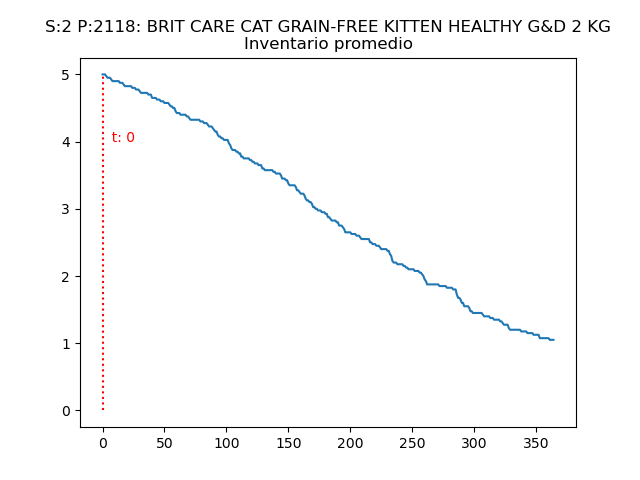 S:2 P:2118: BRIT CARE CAT GRAIN-FREE KITTEN HEALTHY G&D 2 KG
Inventario promedio
5
4
t: 0
3
2
1
0
0 50 100 150 200 250 300 350